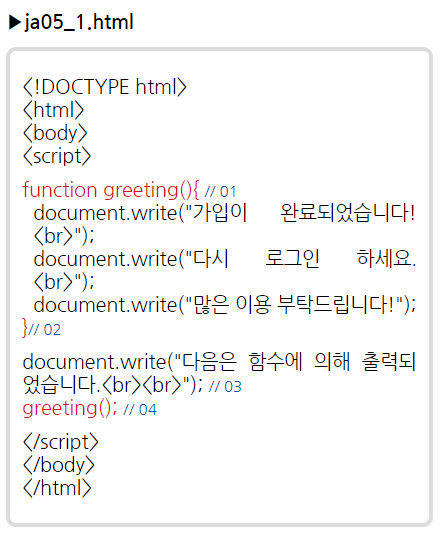 ▶ja05_1.html
<!DOCTYPE html>
<html>
<body>
<script>
function greeting(){ // 01
document.write("가입이 완료되었습니다!
<br>");
document.write("다시 로그인 하세요.
<br>");
document.write("많은 이용 부탁드립니다!");
}// 02
document.write("다음은 함수에 의해 출력되
었습니다.<br><br>"); // 03
greeting(); // 04
</script>
</body>
</html>